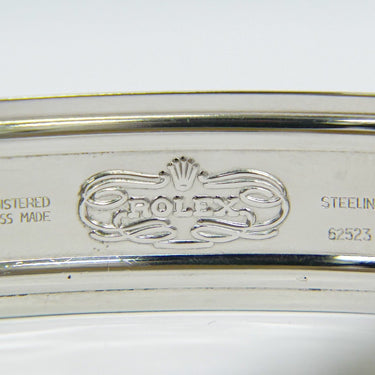 ISTERED
SS MADE
ROLEX
STEELIN
62523